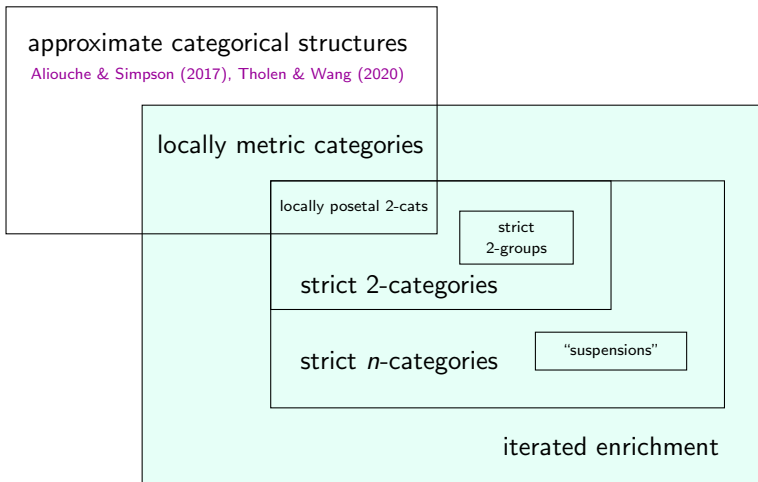 approximate categorical structures
Aliouche & Simpson (2017), Tholen & Wang (2020)
locally metric categories
locally posetal 2-cats
strict
2-groups
strict 2-categories
strict n-categories
“suspensions”
iterated enrichment